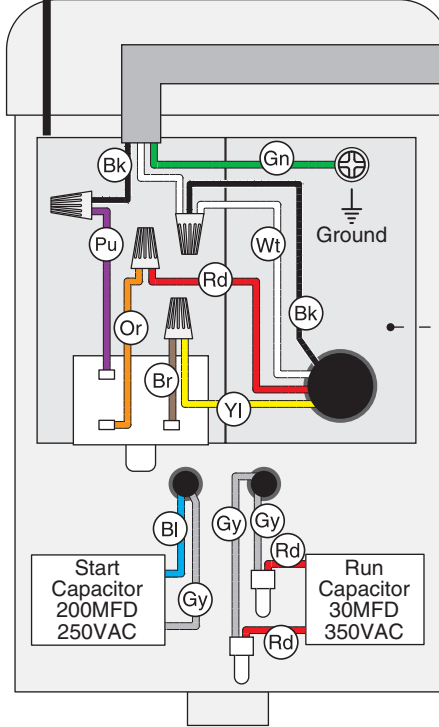 Bk
Gn
Pu
Wt
Ground
Rd
Bk
Or
Br
Yl
Bl
Gy
Gy
Rd
Gy
Start
Capacitor
200MFD
250VAC
Run
Capacitor
30MFD
350VAC
Rd